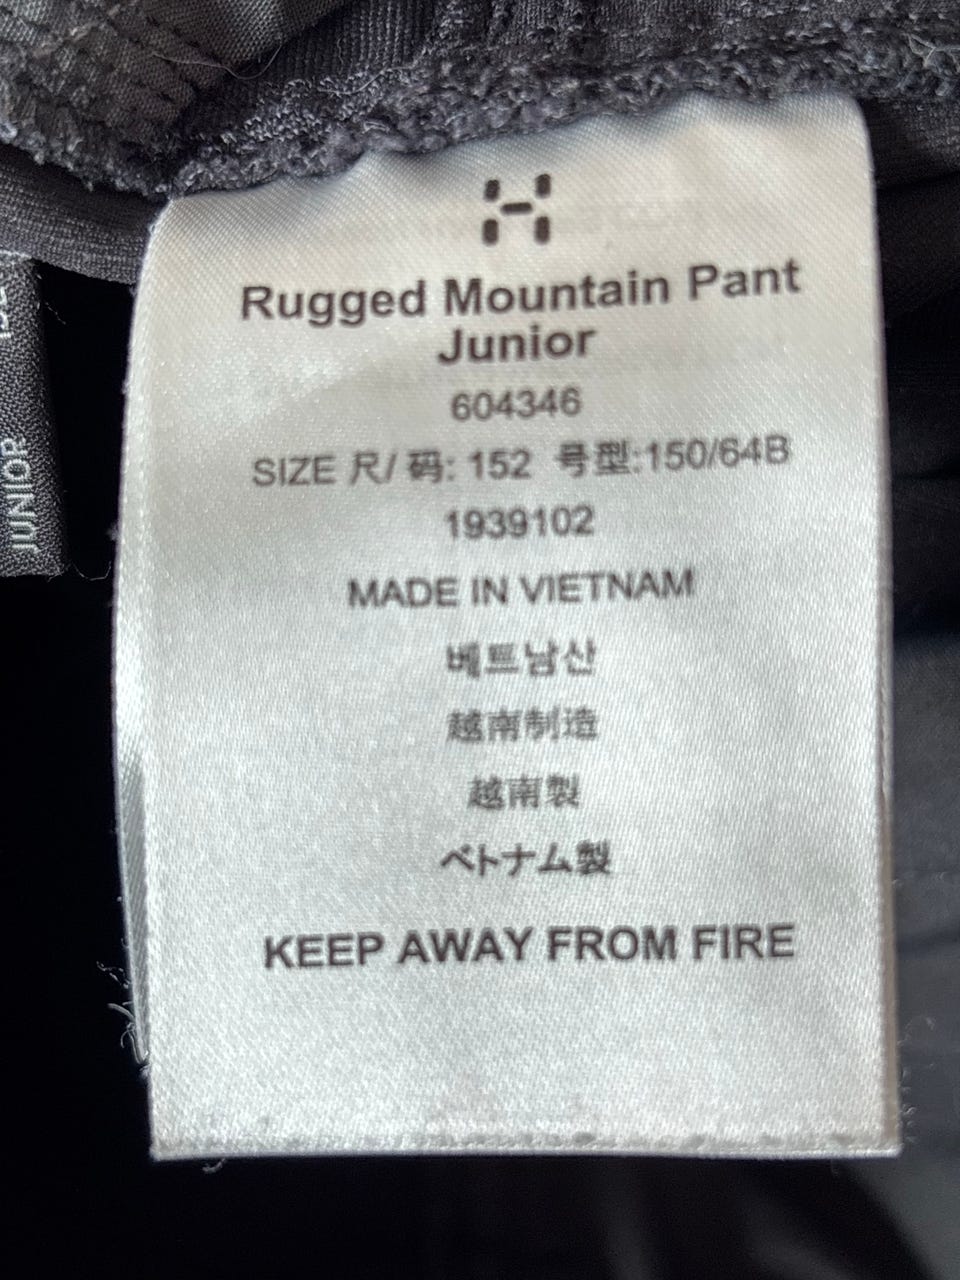 Rugged Mountain Pant
Junior
604346
SIZE 尺/ 码: 152 号型:150/64B
1939102
MADE IN VIETNAM
베트남산
越南制造
越南製
ベトナム製
KEEP AWAY FROM FIRE
JUNIOR